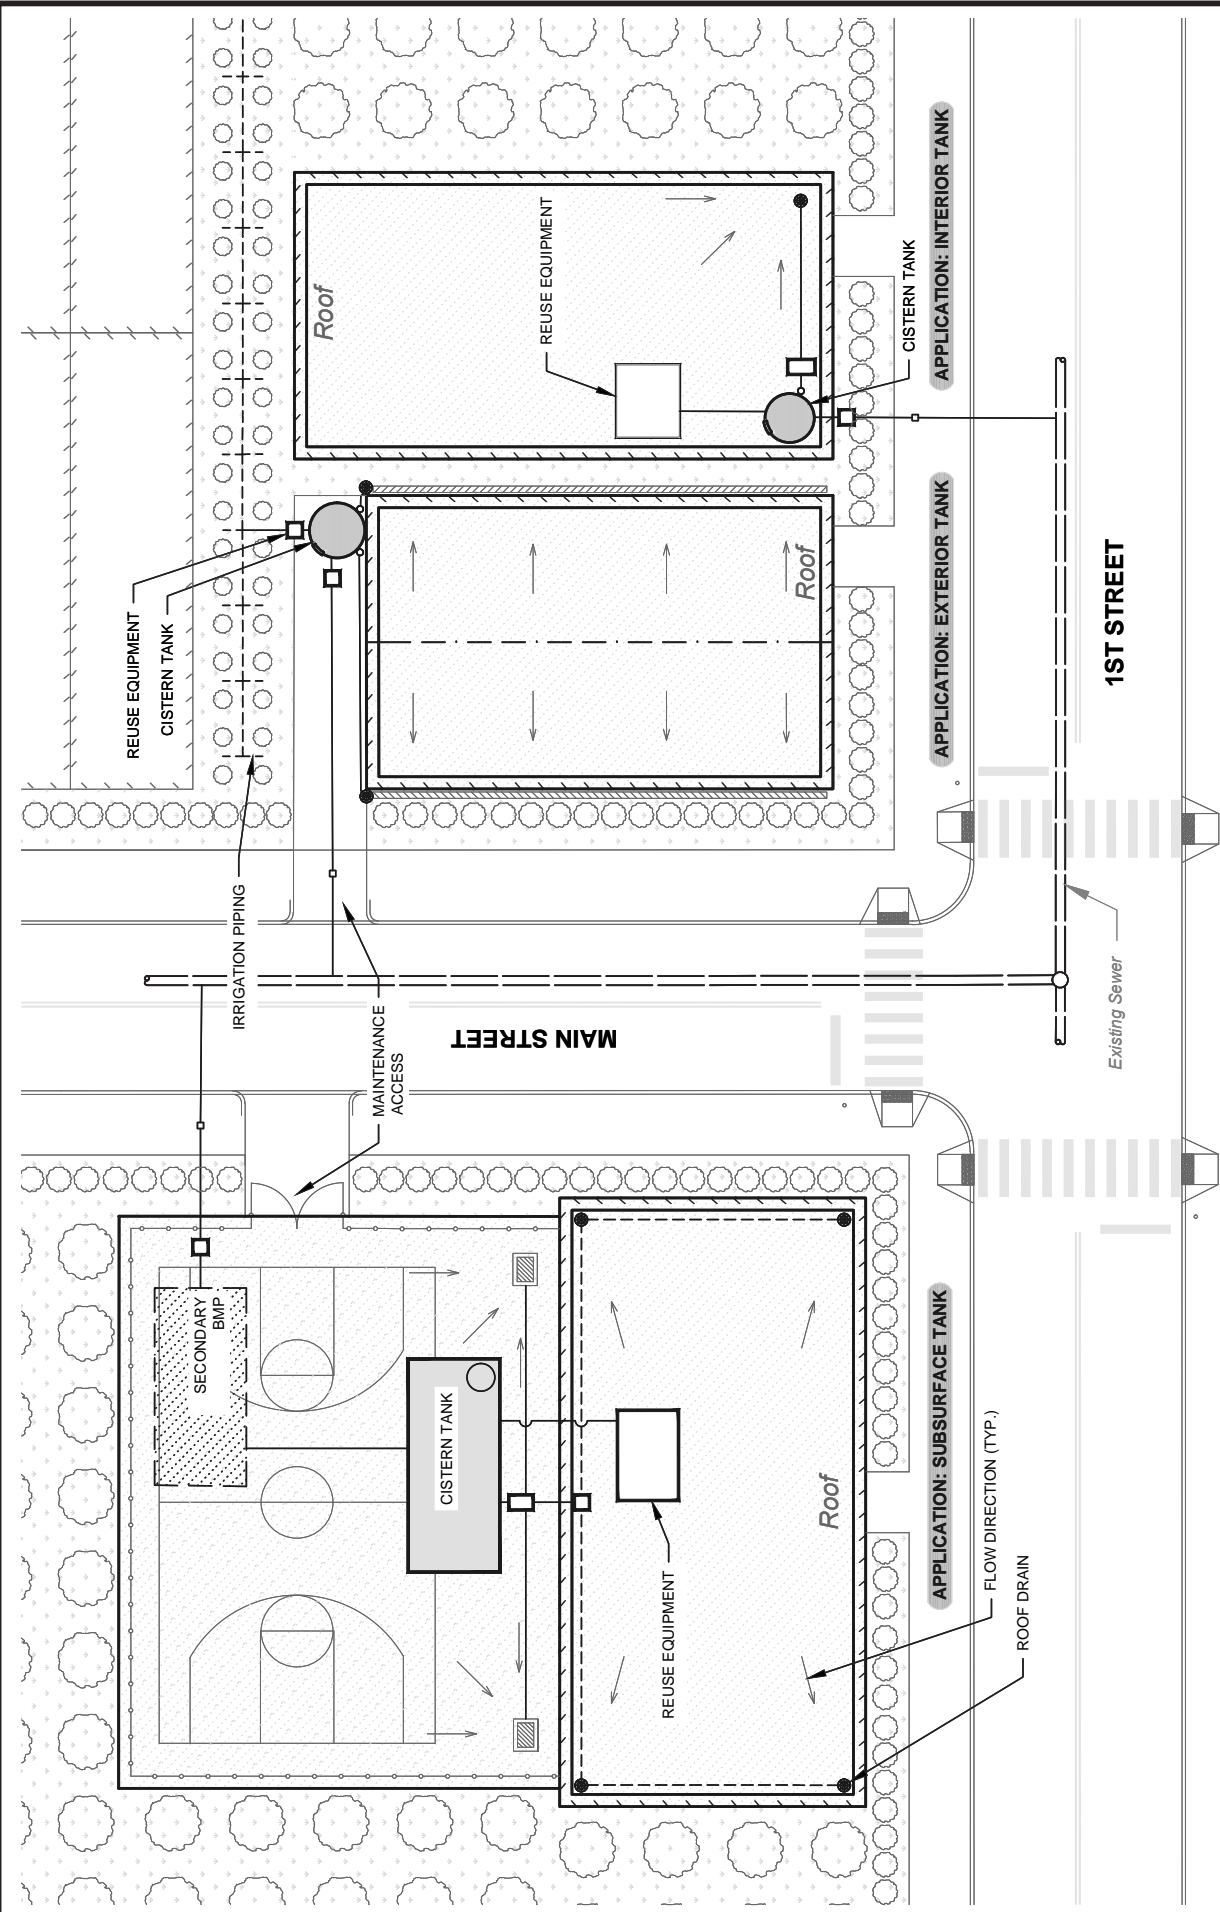 Roof
REUSE EQUIPMENT
CISTERN TANK
APPLICATION: INTERIOR TANK
REUSE EQUIPMENT
CISTERN TANK
Roof
APPLICATION: EXTERIOR TANK
1ST STREET
IRRIGATION PIPING
MAINTENANCE
ACCESS
MAIN STREET
Existing Sewer
SECONDARY
BMP
CISTERN TANK
REUSE EQUIPMENT
Roof
APPLICATION: SUBSURFACE TANK
FLOW DIRECTION (TYP.)
ROOF DRAIN